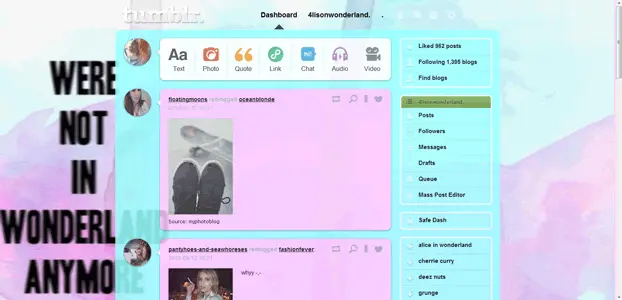 tumblr.
Dashboard
4lisonwonderland.
.
Aa
Text
Photo
Quote
Link
Chat
Audio
Video
Liked 962 posts
Following 1,395 blogs
Find blogs
4lisonwonderland.
Posts
Followers
Messages
Drafts
Queue
Mass Post Editor
Safe Dash
alice in wonderland
cherrie curry
deez nuts
grunge
floatingmoons reblogged oceanblonde
Source: mjphotoblog
pantyhoes-and-seawhoreses reblogged fashionfever
whyy -.-
WERE
NOT
IN
WONDERLAND
ANYMORE